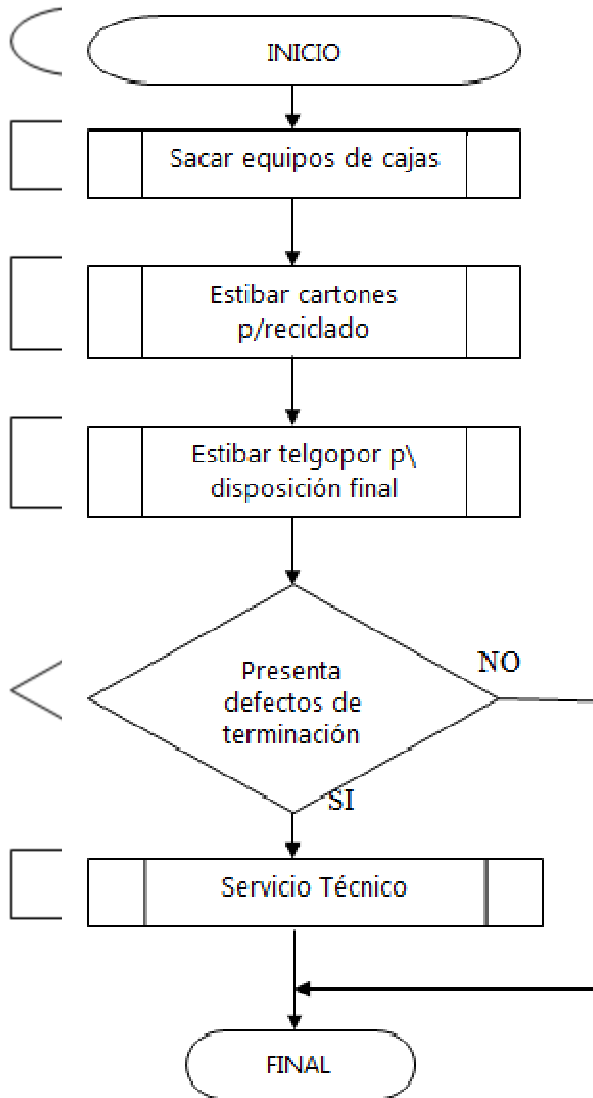 INICIO
Sacar equipos de cajas
Estibar cartones
p/reciclado
Estibar telgopor p\
disposición final
Presenta
defectos de
terminación
NO
SI
Servicio Técnico
FINAL